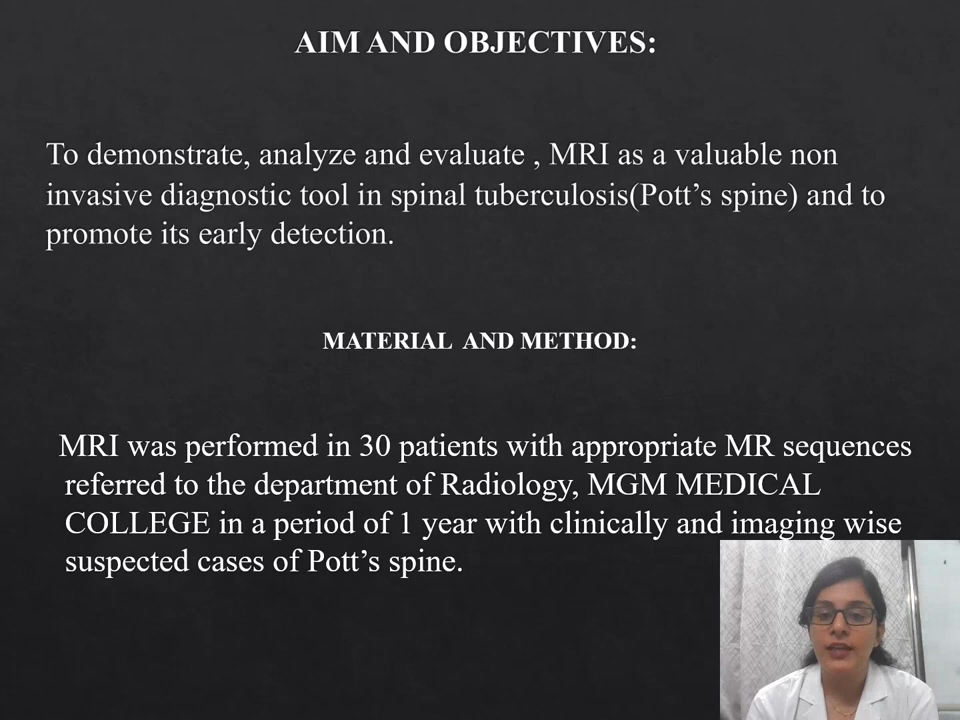 AIM AND OBJECTIVES:
To demonstrate, analyze and evaluate , MRI as a valuable non
invasive diagnostic tool in spinal tuberculosis(Pott’s spine) and to
promote its early detection.
MATERIAL AND METHOD:
MRI was performed in 30 patients with appropriate MR sequences
referred to the department of Radiology, MGM MEDICAL
COLLEGE in a period of 1 year with clinically and imaging wise
suspected cases of Pott’s spine.